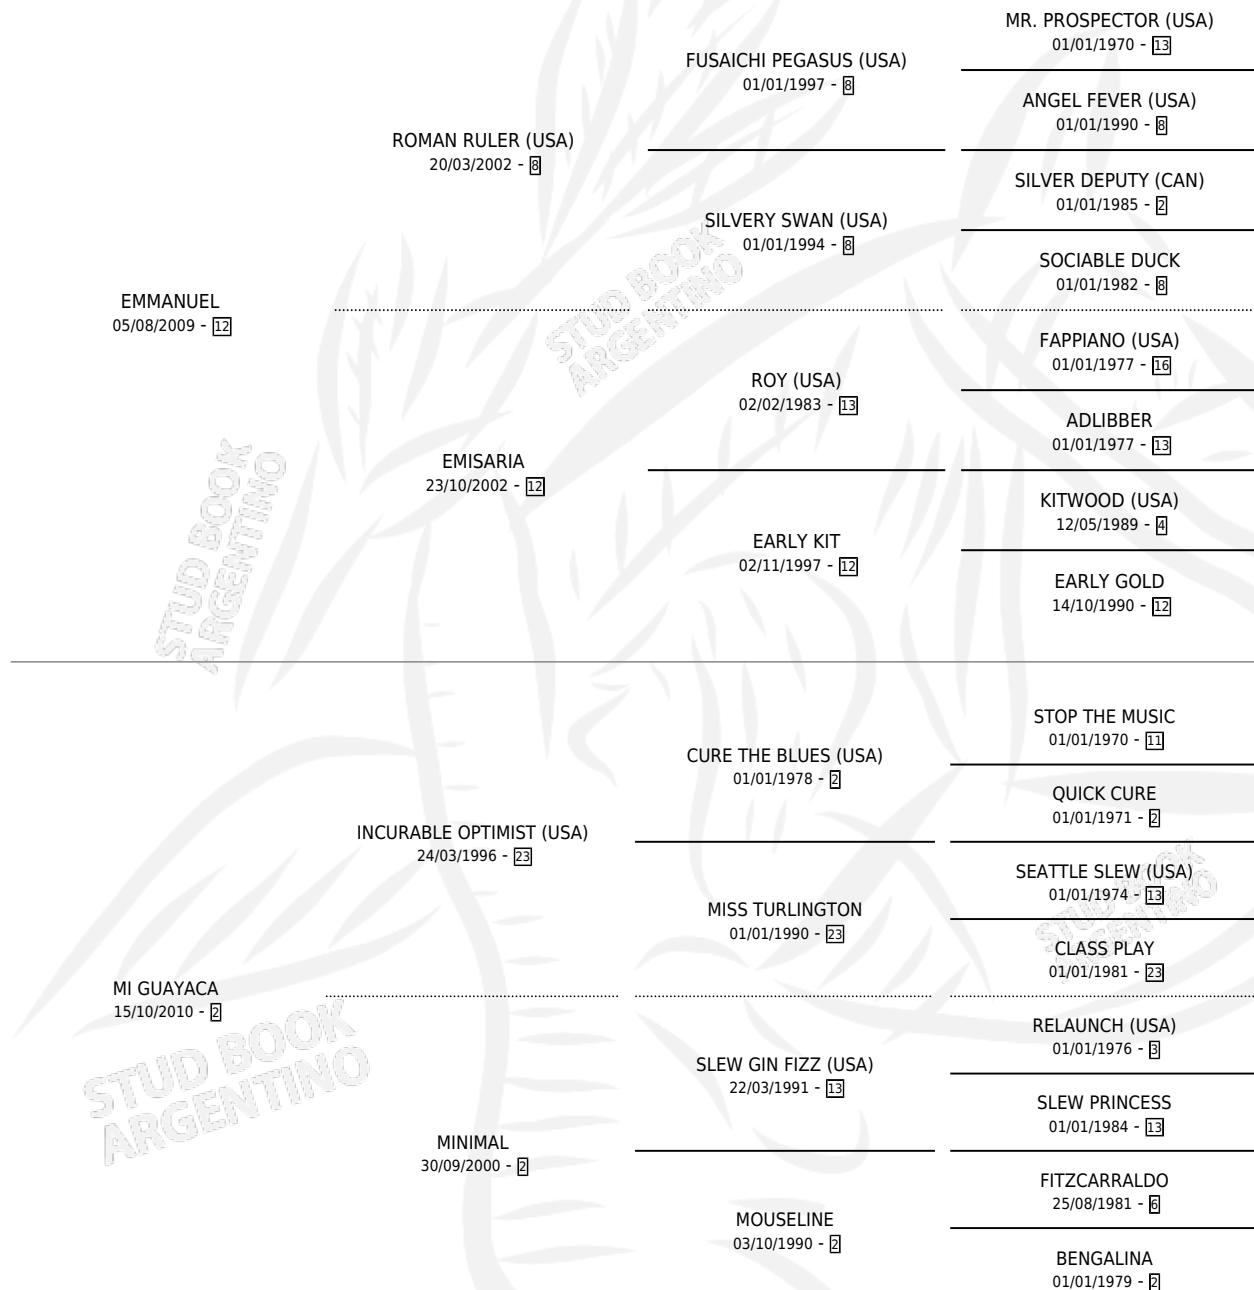 MR. PROSPECTOR (USA)
01/01/1970 - 13
FUSAICHI PEGASUS (USA)
01/01/1997 - 8
ANGEL FEVER (USA)
01/01/1990 - 8
ROMAN RULER (USA)
20/03/2002 - 8
SILVER DEPUTY (CAN)
01/01/1985 - 2
SILVERY SWAN (USA)
01/01/1994 - 8
SOCIABLE DUCK
01/01/1982 - 8
STUD BOOK
ARGENTINO
EMMANUEL
05/08/2009 - 12
FAPPIANO (USA)
01/01/1977 - 16
ROY (USA)
02/02/1983 - 13
ADLIBBER
01/01/1977 - 13
EMISARIA
23/10/2002 - 12
KITWOOD (USA)
12/05/1989 - 4
EARLY KIT
02/11/1997 - 12
EARLY GOLD
14/10/1990 - 12
STUD BOOK
ARGENTINO
STOP THE MUSIC
01/01/1970 - 11
CURE THE BLUES (USA)
01/01/1978 - 2
QUICK CURE
01/01/1971 - 2
INCURABLE OPTIMIST (USA)
24/03/1996 - 23
SEATTLE SLEW (USA)
01/01/1974 - 13
MISS TURLINGTON
01/01/1990 - 23
CLASS PLAY
01/01/1981 - 23
STUD BOOK
ARGENTINO
MI GUAYACA
15/10/2010 - 2
RELAUNCH (USA)
01/01/1976 - 3
SLEW GIN FIZZ (USA)
22/03/1991 - 13
SLEW PRINCESS
01/01/1984 - 13
STUD BOOK
ARGENTINO
MINIMAL
30/09/2000 - 2
FITZCARRALDO
25/08/1981 - 6
MOUSELINE
03/10/1990 - 2
BENGALINA
01/01/1979 - 2